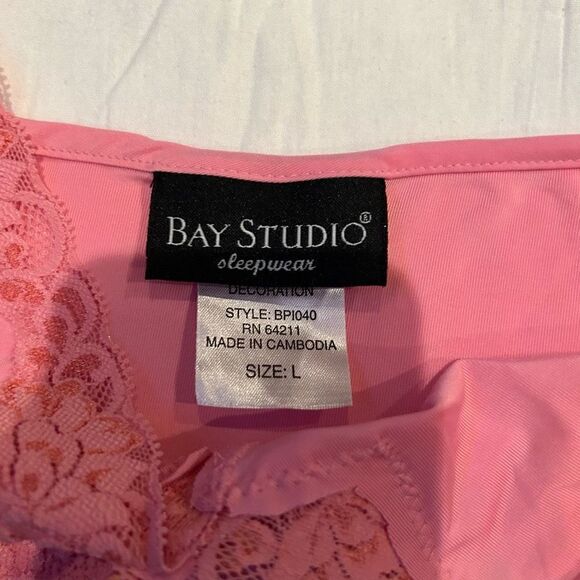 BAY STUDIO®
sleepwear
DECORATION
STYLE: BPI040
RN 64211
MADE IN CAMBODIA
SIZE: L